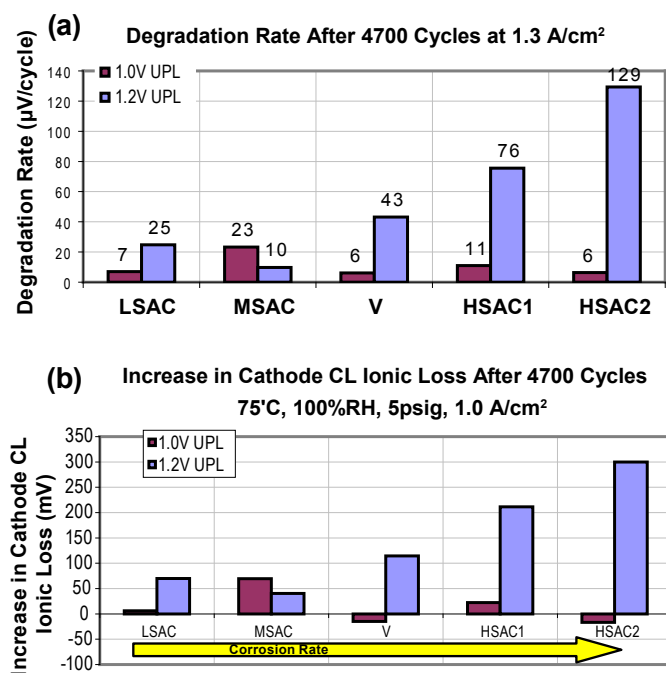 (a)
Degradation Rate After 4700 Cycles at 1.3 A/cm²
Degradation Rate (µV/cycle)
140
120
100
80
60
40
20
0
1.0V UPL
1.2V UPL
7
25
23
10
6
43
11
76
6
129
LSAC
MSAC
V
HSAC1
HSAC2
(b)
Increase in Cathode CL Ionic Loss After 4700 Cycles
75'C, 100%RH, 5psig, 1.0 A/cm²
Increase in Cathode CL
Ionic Loss (mV)
350
300
250
200
150
100
50
0
-50
-100
1.0V UPL
1.2V UPL
LSAC
MSAC
V
HSAC1
HSAC2
Corrosion Rate